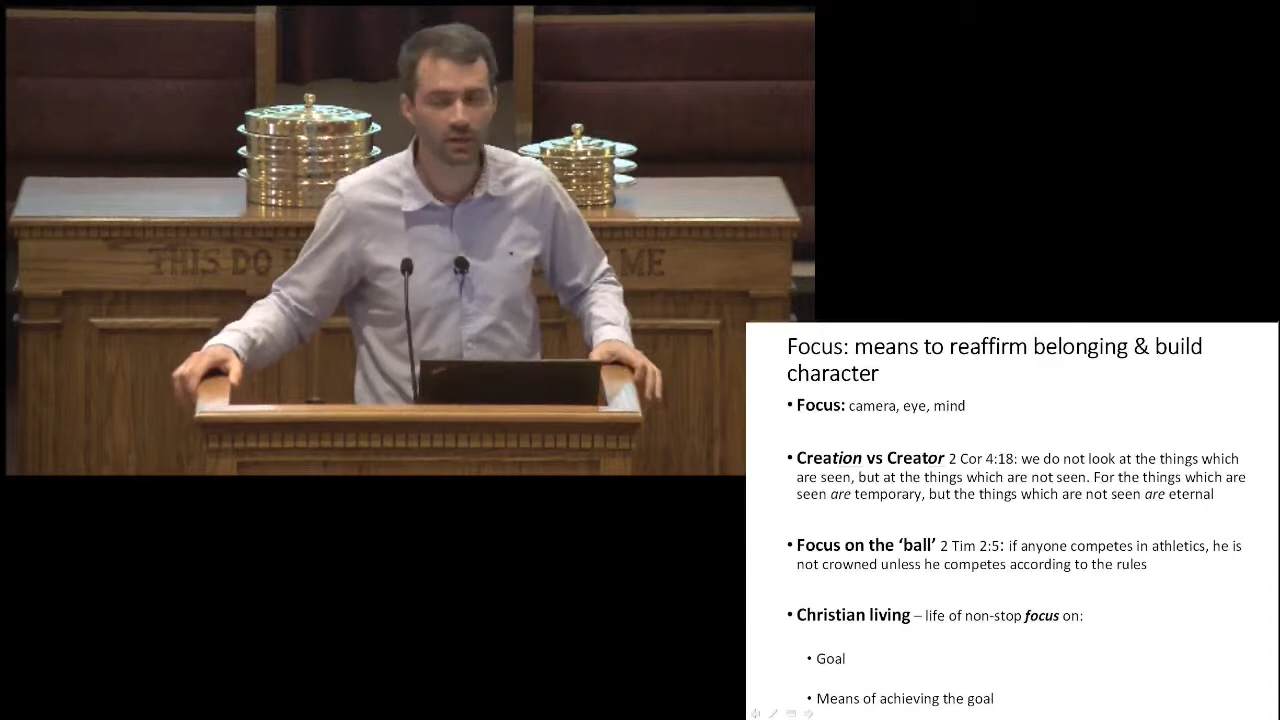 THIS DO
ME
Focus: means to reaffirm belonging & build
character
• Focus: camera, eye, mind
• Creation vs Creator 2 Cor 4:18: we do not look at the things which
are seen, but at the things which are not seen. For the things which are
seen are temporary, but the things which are not seen are eternal
• Focus on the ‘ball’ 2 Tim 2:5: if anyone competes in athletics, he is
not crowned unless he competes according to the rules
• Christian living – life of non-stop focus on:
• Goal
• Means of achieving the goal